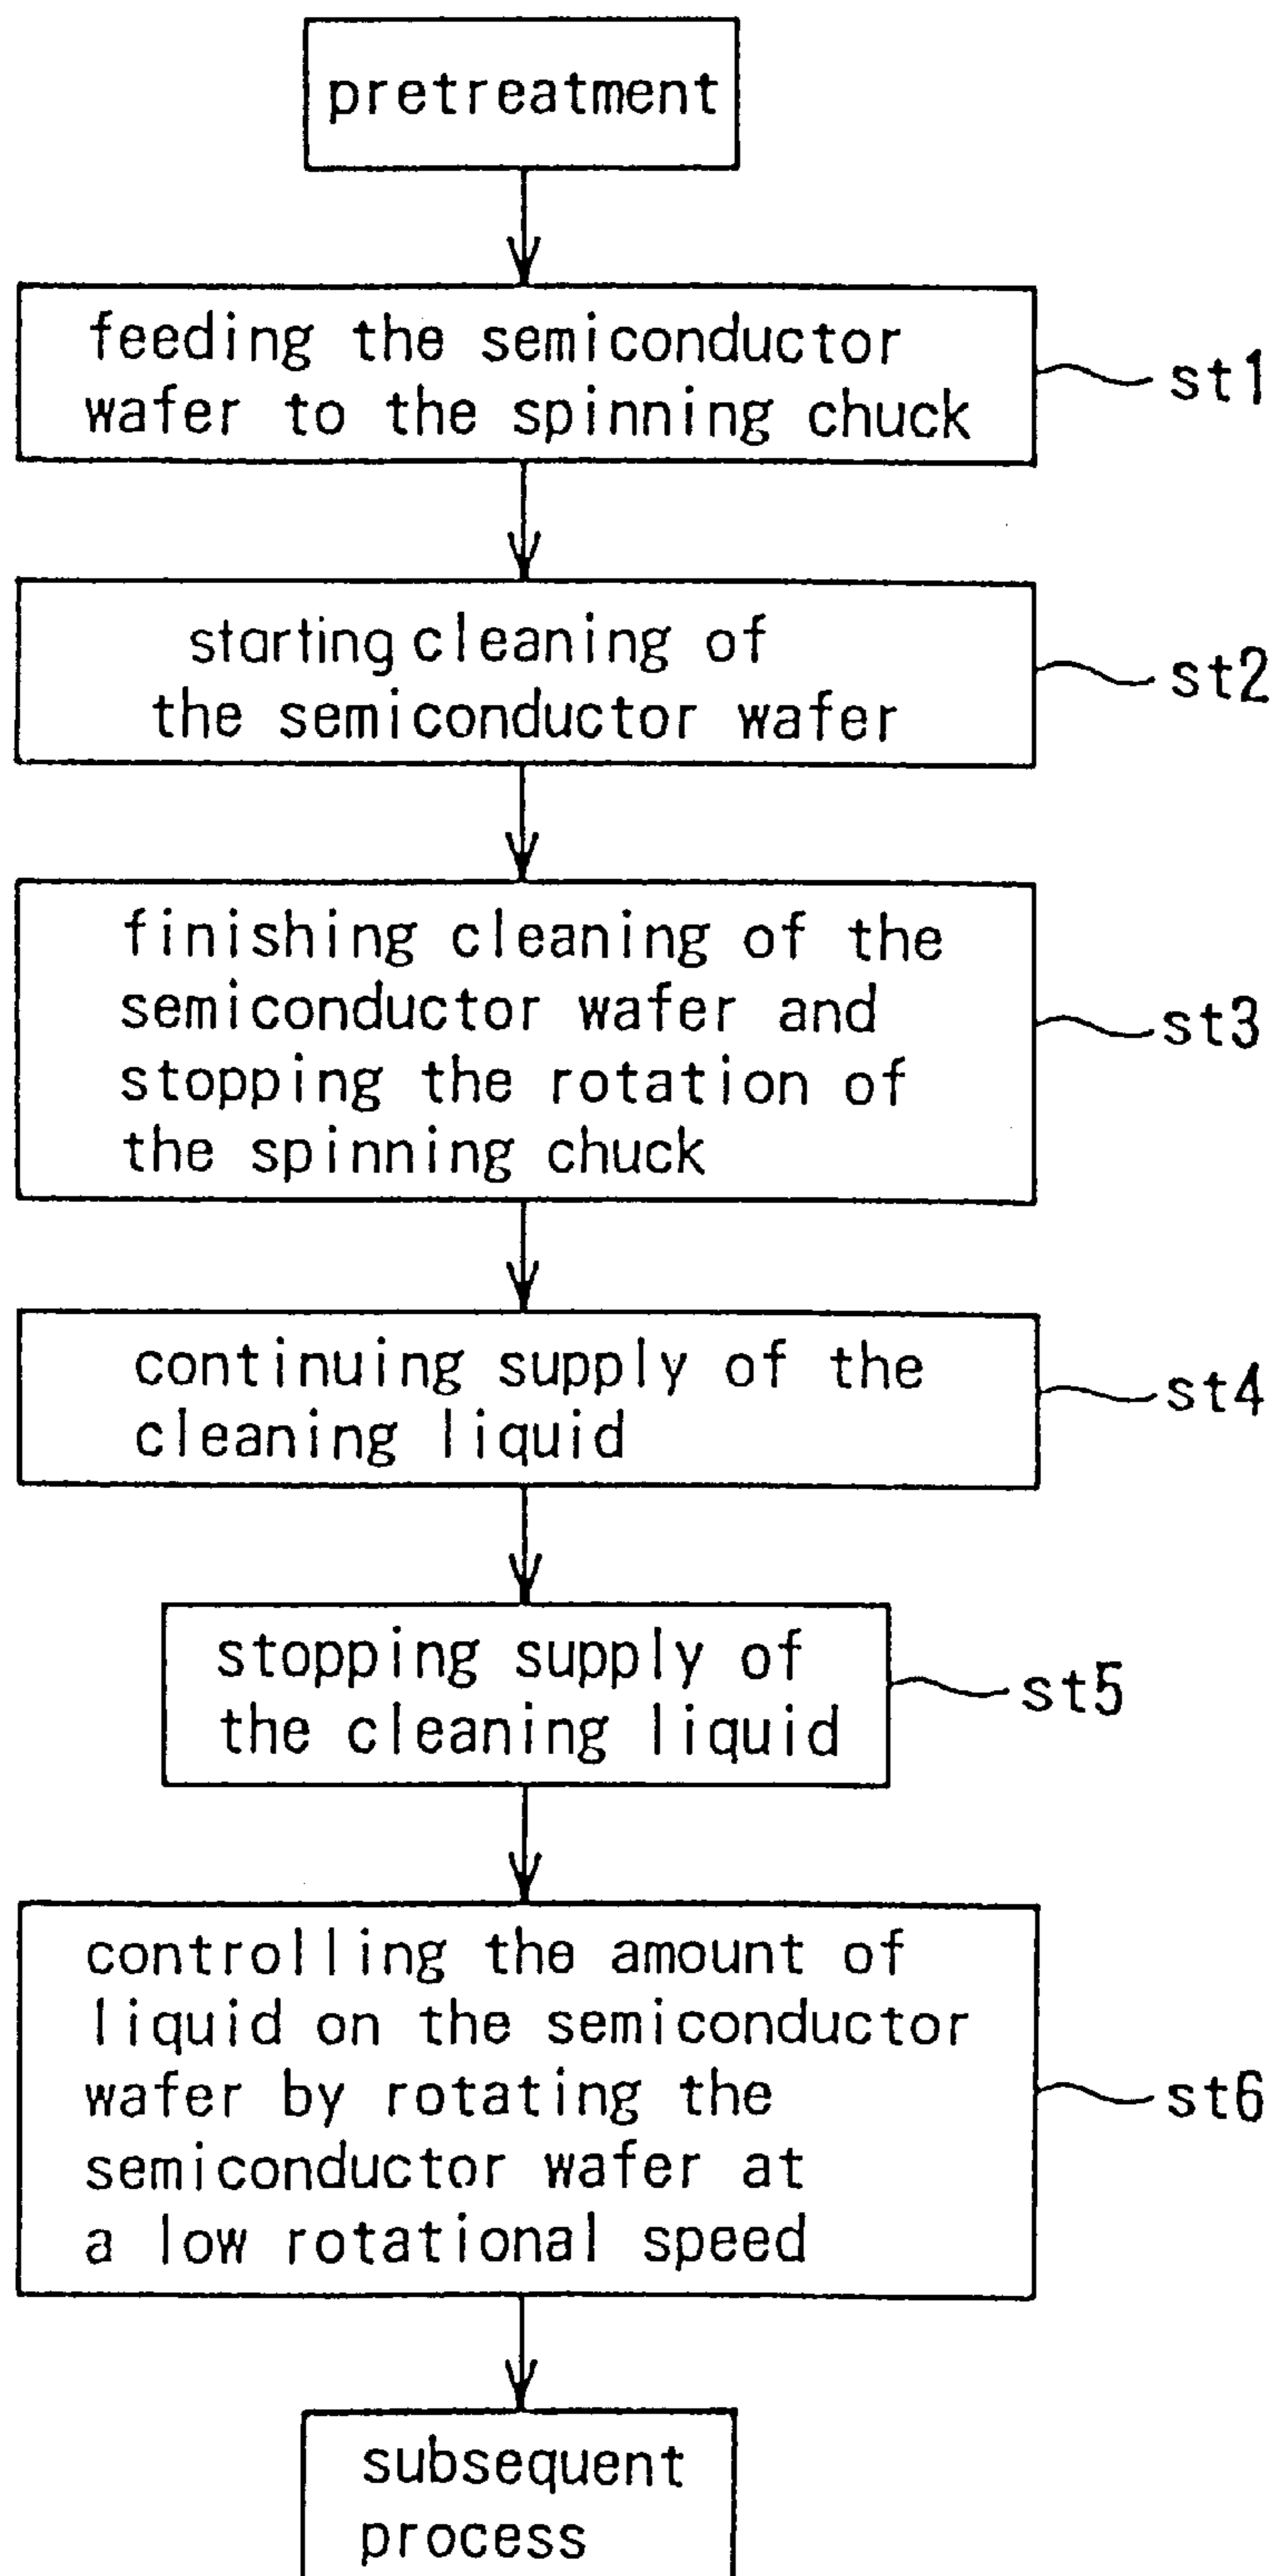 pretreatment
feeding the semiconductor
wafer to the spinning chuck
st1
starting cleaning of
the semiconductor wafer
st2
finishing cleaning of the
semiconductor wafer and
stopping the rotation of
the spinning chuck
st3
continuing supply of the
cleaning liquid
st4
stopping supply of
the cleaning liquid
st5
controlling the amount of
liquid on the semiconductor
wafer by rotating the
semiconductor wafer at
a low rotational speed
st6
subsequent
process